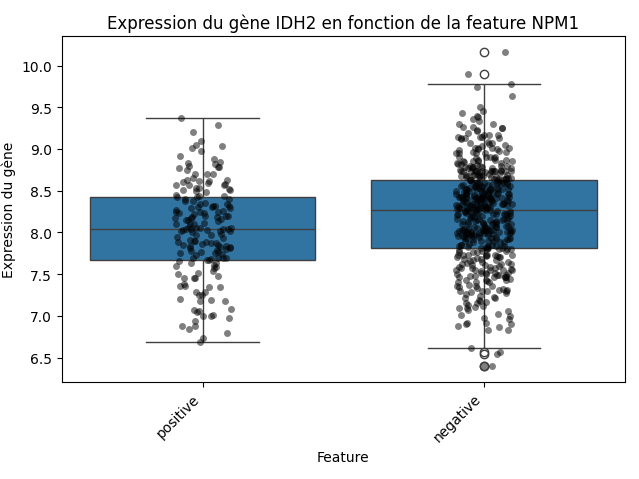 Expression du gène IDH2 en fonction de la feature NPM1
Expression du gène
10.0
9.5
9.0
8.5
8.0
7.5
7.0
6.5
positive
negative
Feature